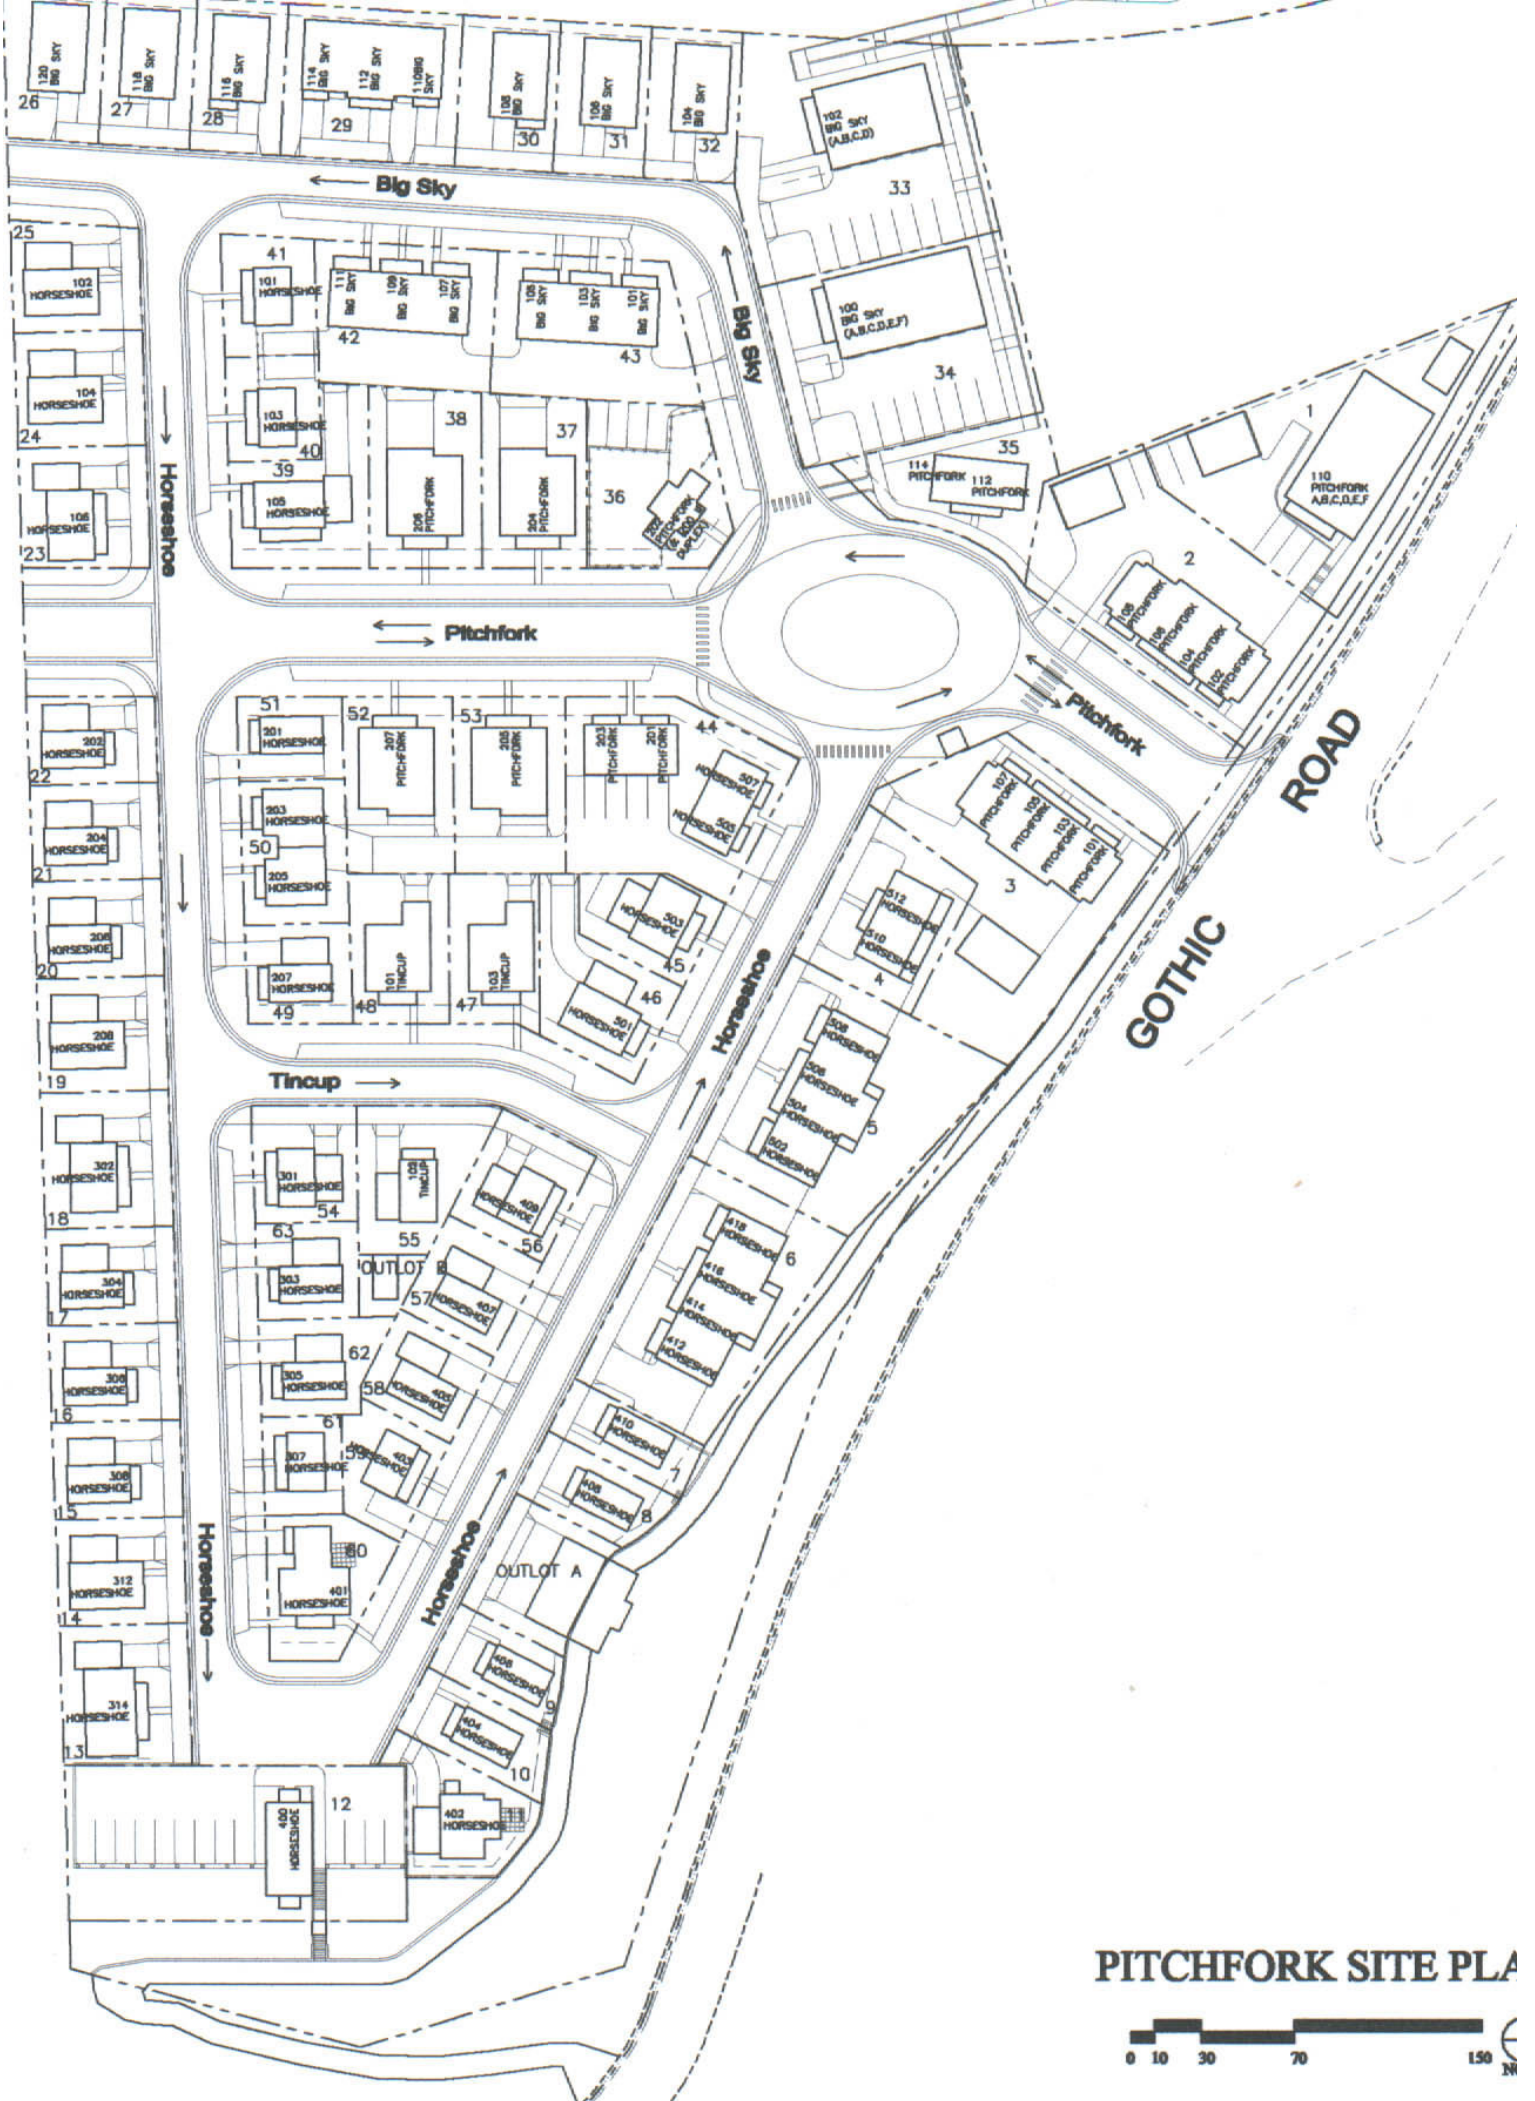 120
BIG SKY
26
118
BIG SKY
27
116
BIG SKY
28
114
BIG SKY
112
BIG SKY
110BIG
SKY
29
BIG SKY
30
106
BIG SKY
31
104
BIG SKY
32
102
BIG SKY
(A,B,C,D)
33
Big Sky
25
102
HORSESHOE
41
101
HORSESHOE
111
BIG SKY
109
BIG SKY
107
BIG SKY
42
105
BIG SKY
103
BIG SKY
101
BIG SKY
43
Big Sky
100
BIG SKY
(A,B,C,D,E,F)
34
104
HORSESHOE
24
103
HORSESHOE
40
38
37
35
1
39
105
HORSESHOE
206
PITCHFORK
204
PITCHFORK
36
202
PITCHFORK
DUPLEX)
114
PITCHFORK
112
PITCHFORK
110
PITCHFORK
A,B,C,D,E,F
Horseshoe
106
HORSESHOE
23
2
108
PITCHFORK
106
PITCHFORK
104
PITCHFORK
102
PITCHFORK
Pitchfork
Pitchfork
GOTHIC ROAD
202
HORSESHOE
22
51
201
HORSESHOE
52
207
PITCHFORK
53
205
PITCHFORK
203
PITCHFORK
201
PITCHFORK
44
507
HORSESHOE
505
HORSESHOE
107
PITCHFORK
105
PITCHFORK
103
PITCHFORK
101
PITCHFORK
3
204
HORSESHOE
21
203
HORSESHOE
50
205
HORSESHOE
206
HORSESHOE
20
503
HORSESHOE
45
512
HORSESHOE
510
HORSESHOE
4
207
HORSESHOE
49
101
TINCUP
48
103
TINCUP
47
46
501
HORSESHOE
Horseshoe
208
HORSESHOE
19
Tincup
508
HORSESHOE
506
HORSESHOE
504
HORSESHOE
502
HORSESHOE
5
302
HORSESHOE
18
301
HORSESHOE
54
TINCUP
55
409
HORSESHOE
56
418
HORSESHOE
416
HORSESHOE
414
HORSESHOE
412
HORSESHOE
6
304
HORSESHOE
17
63
303
HORSESHOE
OUTLOT B
57
407
HORSESHOE
306
HORSESHOE
16
62
305
HORSESHOE
58
405
HORSESHOE
410
HORSESHOE
7
308
HORSESHOE
15
61
307
HORSESHOE
59
403
HORSESHOE
408
HORSESHOE
8
312
HORSESHOE
14
Horseshoe
60
401
HORSESHOE
Horseshoe
OUTLOT A
314
HORSESHOE
13
HORSESHOE
9
404
HORSESHOE
10
12
400
HORSESHOE
402
HORSESHOE
11
PITCHFORK SITE PLA
0 10 30 70 150